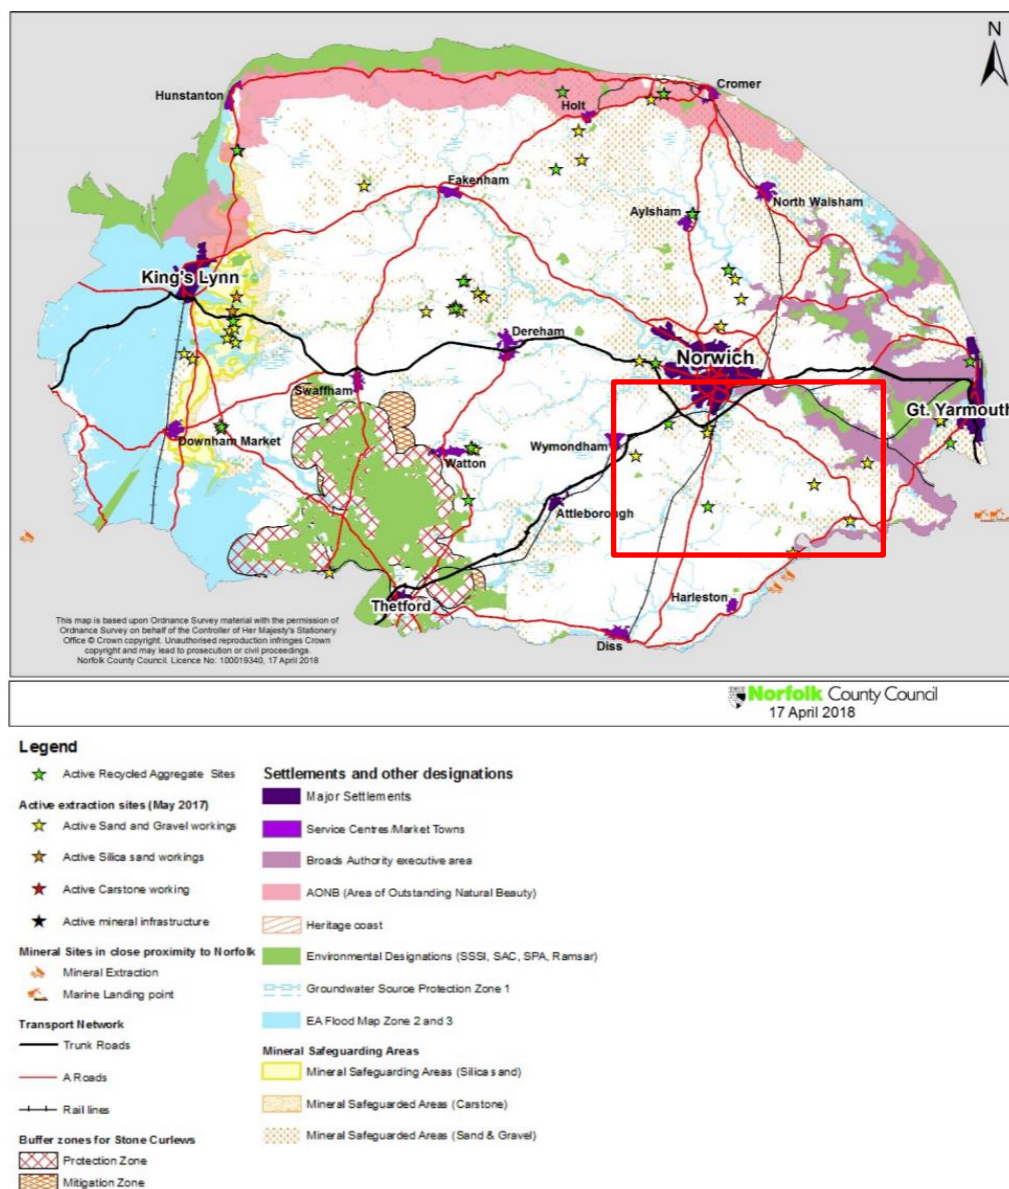 N
Cromer
Hunstanton
Holt
Fakenham
North Walsham
Aylsham
King's Lynn
Dereham
Norwich
Swaffham
Gt. Yarmouth
Downham Market
Wymondham
Watton
Attleborough
Harleston
Thetford
Diss
This map is based upon Ordnance Survey material with the permission of
Ordnance Survey on behalf of the Controller of Her Majesty's Stationery
Office © Crown copyright. Unauthorised reproduction infringes Crown
copyright and may lead to prosecution or civil proceedings.
Norfolk County Council. Licence No: 100019340, 17 April 2018
Norfolk County Council
17 April 2018
Legend
Active Recycled Aggregate Sites
Active extraction sites (May 2017)
Active Sand and Gravel workings
Active Silica sand workings
Active Carstone working
Active mineral infrastructure
Mineral Sites in close proximity to Norfolk
Mineral Extraction
Marine Landing point
Transport Network
Trunk Roads
A Roads
Rail lines
Buffer zones for Stone Curlews
Protection Zone
Mitigation Zone
Settlements and other designations
Major Settlements
Service Centres/Market Towns
Broads Authority executive area
AONB (Area of Outstanding Natural Beauty)
Heritage coast
Environmental Designations (SSSI, SAC, SPA, Ramsar)
Groundwater Source Protection Zone 1
EA Flood Map Zone 2 and 3
Mineral Safeguarding Areas
Mineral Safeguarding Areas (Silica sand)
Mineral Safeguarded Areas (Carstone)
Mineral Safeguarded Areas (Sand & Gravel)